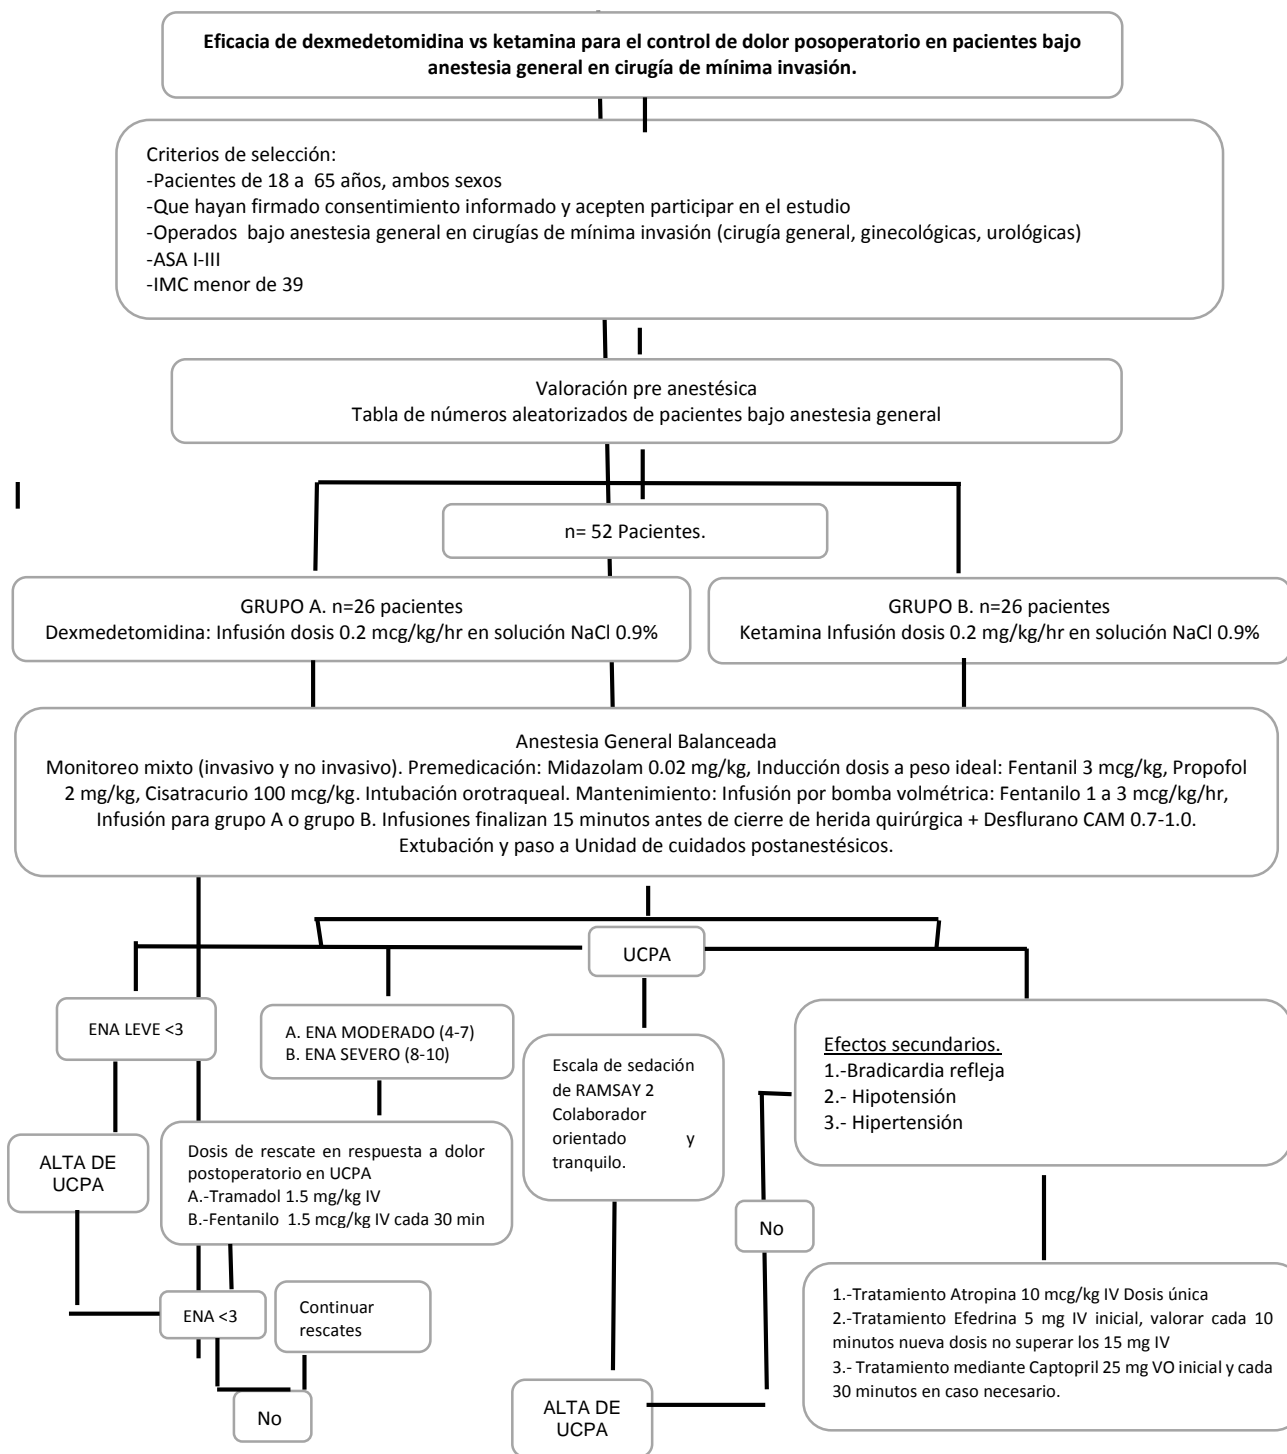 Eficacia de dexmedetomidina vs ketamina para el control de dolor posoperatorio en pacientes bajo
anestesia general en cirugía de mínima invasión.
Criterios de selección:
-Pacientes de 18 a 65 años, ambos sexos
-Que hayan firmado consentimiento informado y acepten participar en el estudio
-Operados bajo anestesia general en cirugías de mínima invasión (cirugía general, ginecológicas, urológicas)
-ASA I-III
-IMC menor de 39
Valoración pre anestésica
Tabla de números aleatorizados de pacientes bajo anestesia general
n= 52 Pacientes.
GRUPO A. n=26 pacientes
Dexmedetomidina: Infusión dosis 0.2 mcg/kg/hr en solución NaCl 0.9%
GRUPO B. n=26 pacientes
Ketamina Infusión dosis 0.2 mg/kg/hr en solución NaCl 0.9%
Anestesia General Balanceada
Monitoreo mixto (invasivo y no invasivo). Premedicación: Midazolam 0.02 mg/kg, Inducción dosis a peso ideal: Fentanil 3 mcg/kg, Propofol
2 mg/kg, Cisatracurio 100 mcg/kg. Intubación orotraqueal. Mantenimiento: Infusión por bomba volmétrica: Fentanilo 1 a 3 mcg/kg/hr,
Infusión para grupo A o grupo B. Infusiones finalizan 15 minutos antes de cierre de herida quirúrgica + Desflurano CAM 0.7-1.0.
Extubación y paso a Unidad de cuidados postanestésicos.
UCPA
ENA LEVE <3
A. ENA MODERADO (4-7)
B. ENA SEVERO (8-10)
Escala de sedación
de RAMSAY 2
Colaborador
orientado y
tranquilo.
Efectos secundarios.
1.-Bradicardia refleja
2.- Hipotensión
3.- Hipertensión
ALTA DE
UCPA
Dosis de rescate en respuesta a dolor
postoperatorio en UCPA
A.-Tramadol 1.5 mg/kg IV
B.-Fentanilo 1.5 mcg/kg IV cada 30 min
No
ENA <3
Continuar
rescates
1.-Tratamiento Atropina 10 mcg/kg IV Dosis única
2.-Tratamiento Efedrina 5 mg IV inicial, valorar cada 10
minutos nueva dosis no superar los 15 mg IV
3.- Tratamiento mediante Captopril 25 mg VO inicial y cada
30 minutos en caso necesario.
No
ALTA DE
UCPA